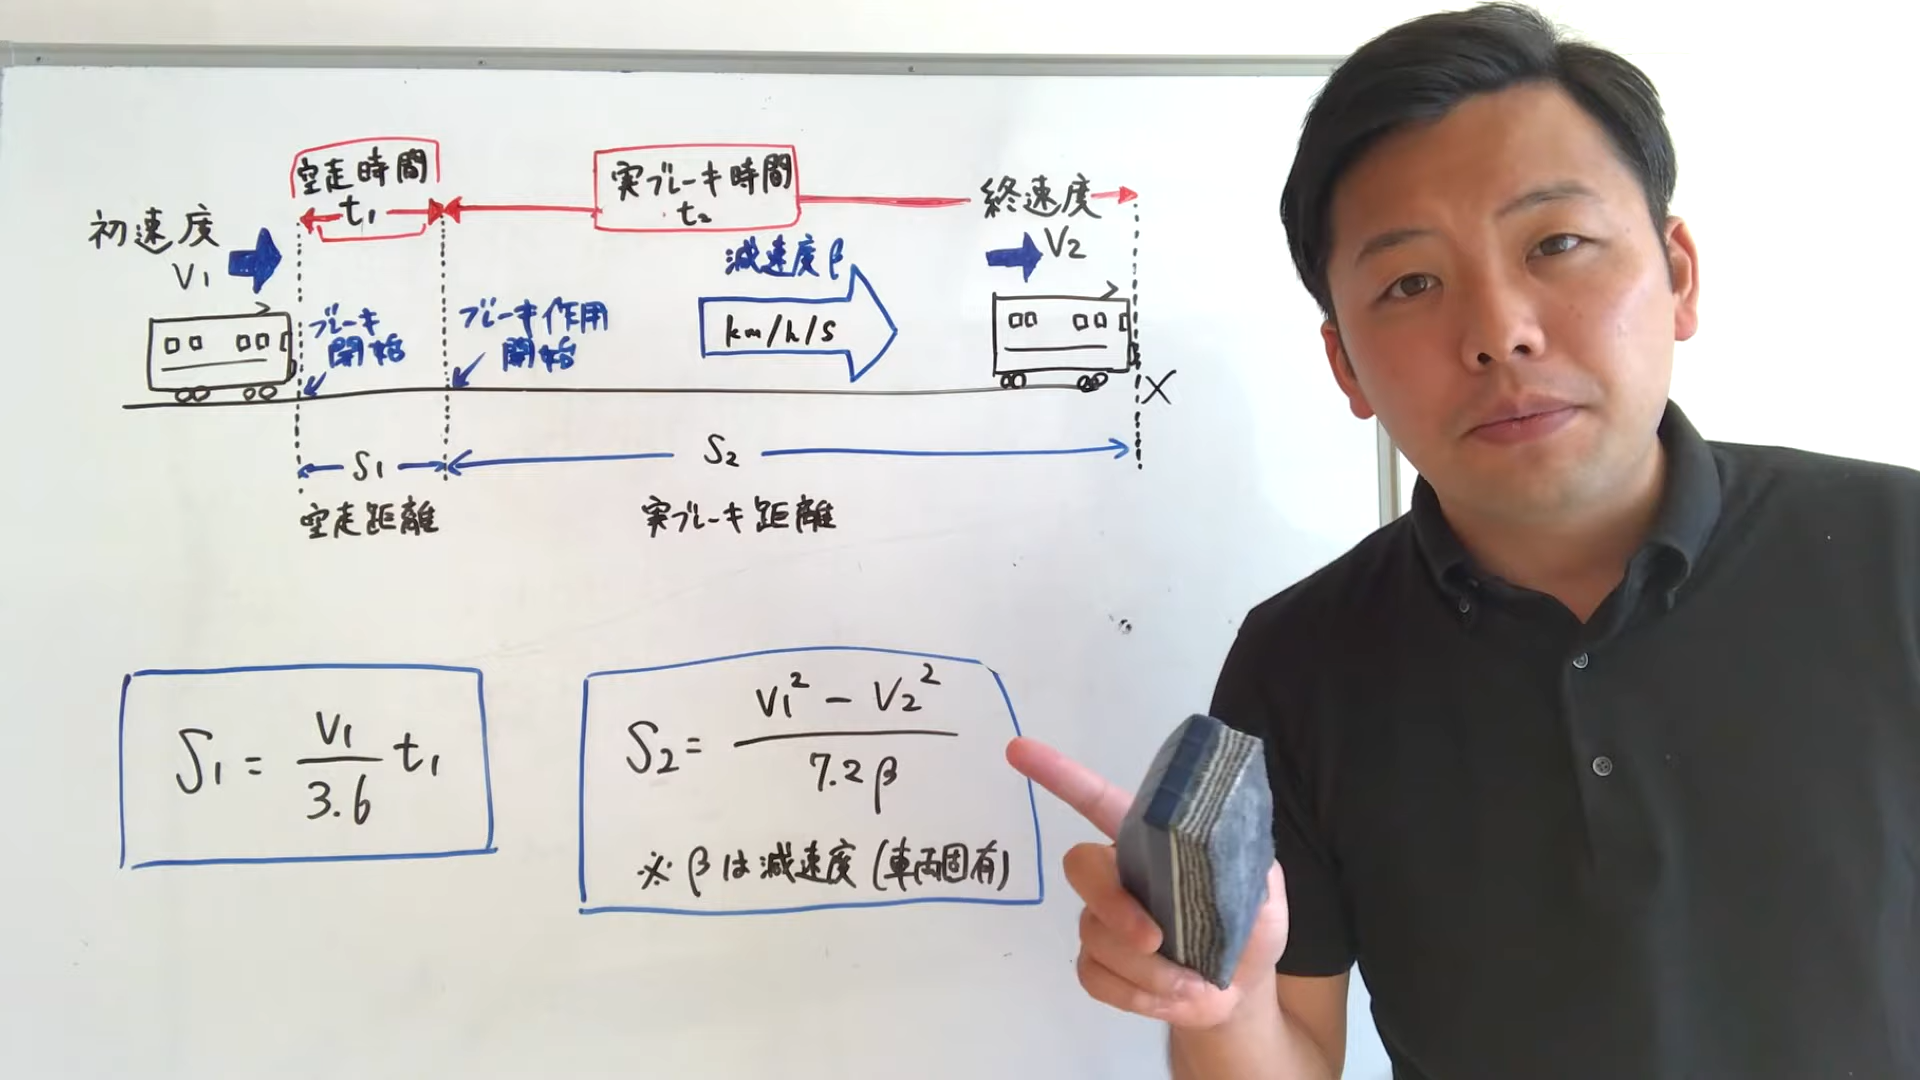 空走時間
t₁
実ブレーキ時間
t₂
初速度
V1
終速度
V2
減速度β
km/h/s
ブレーキ
開始
ブレーキ作用
開始
X
S1
S2
空走距離
実ブレーキ距離
S1 = V1/3.6 t1
S2 = V1² − V2² / 7.2β
※ βは減速度(車両固有)